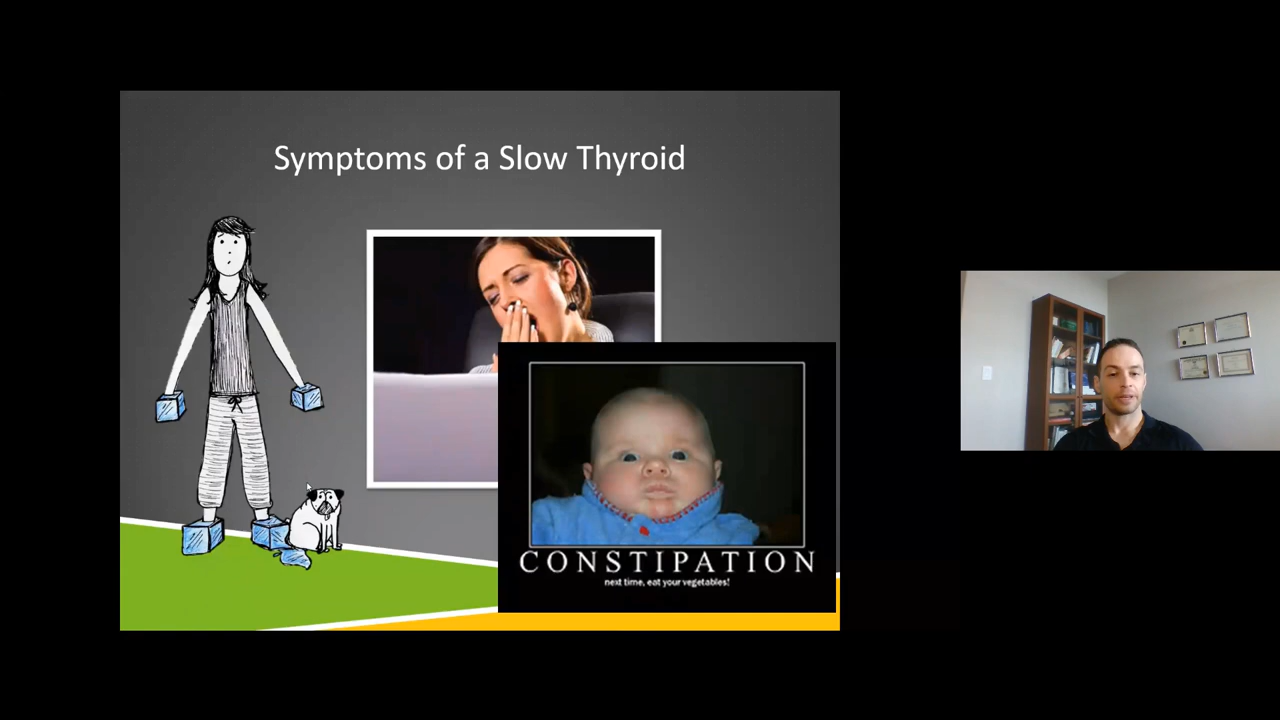 Symptoms of a Slow Thyroid
CONSTIPATION
next time, eat your vegetables!